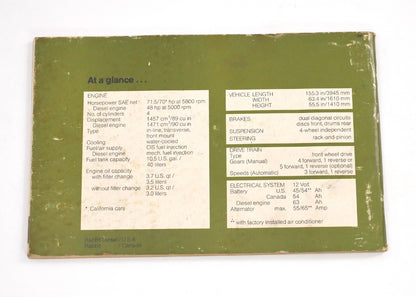 At a glance . . .
ENGINE
Horsepower SAE net 71.5/70* hp at 5800 rpm
Diesel engine 48 hp at 5000 rpm
No. of cylinders 4
Displacement 1457 cm³/89 cu in
Diesel engine 1471 cm³/90 cu in
Type in line, transverse,
front mount
Cooling water-cooled
Fuel/air supply CIS fuel injection
Diesel engine mech. fuel injection
Fuel tank capacity 10.5 U.S. gal./
40 liters
Engine oil capacity
with filter change 3.7 U.S. qt./
3.5 liters
without filter change 3.2 U.S. qt./
3.0 liters
* California cars
VEHICLE LENGTH 155.3"/3945 mm
WIDTH 63.4"/1610 mm
HEIGHT 55.5"/1410 mm
BRAKES dual diagonal circuits
discs front, drums rear
SUSPENSION 4-wheel independent
STEERING rack-and-pinion
DRIVE TRAIN
Type front wheel drive
Gears (Manual) 4 forward, 1 reverse or
5 forward, 1 reverse (optional)
Speeds (Automatic) 3 forward, 1 reverse
ELECTRICAL SYSTEM 12 Volt
Battery U.S. 45/54** Ah
Canada 54 Ah
Diesel engine 63 Ah
Alternator max. 55/65** Amp
** with factory installed air conditioner